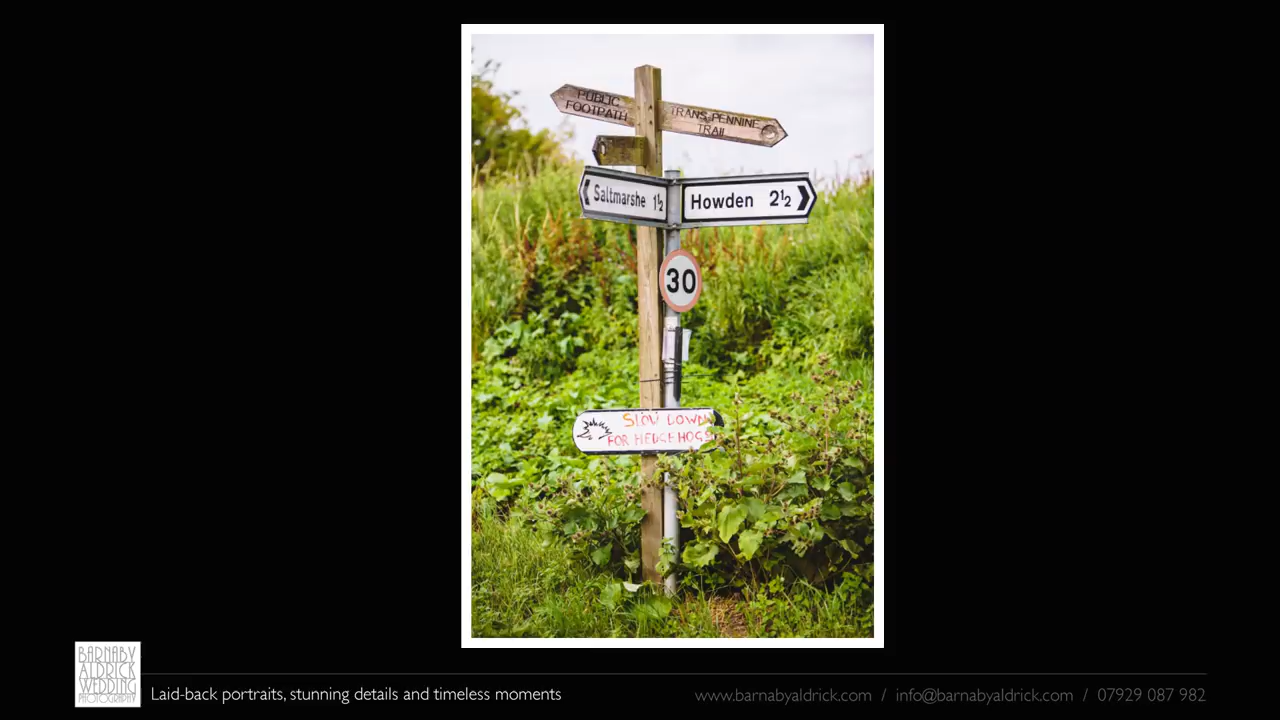 PUBLIC
FOOTPATH
TRANS PENNINE
TRAIL
Saltmarshe 1½
Howden 2½
30
SLOW DOWN
FOR HEDGEHOGS
BARNABY
ALDRICK
WEDDING
PHOTOGRAPHY
Laid-back portraits, stunning details and timeless moments
www.barnabyaldrick.com / info@barnabyaldrick.com / 07929 087 982